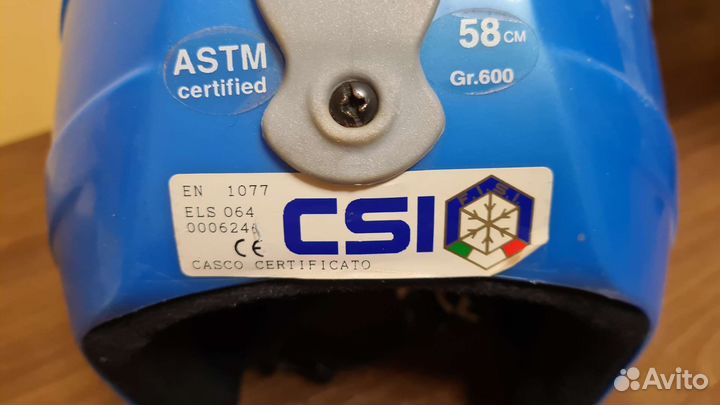 ASTM
certified
58 CM
Gr.600
EN 1077
ELS 064
CE
CSI
F.I.S.I.
CASCO CERTIFICATO
Avito